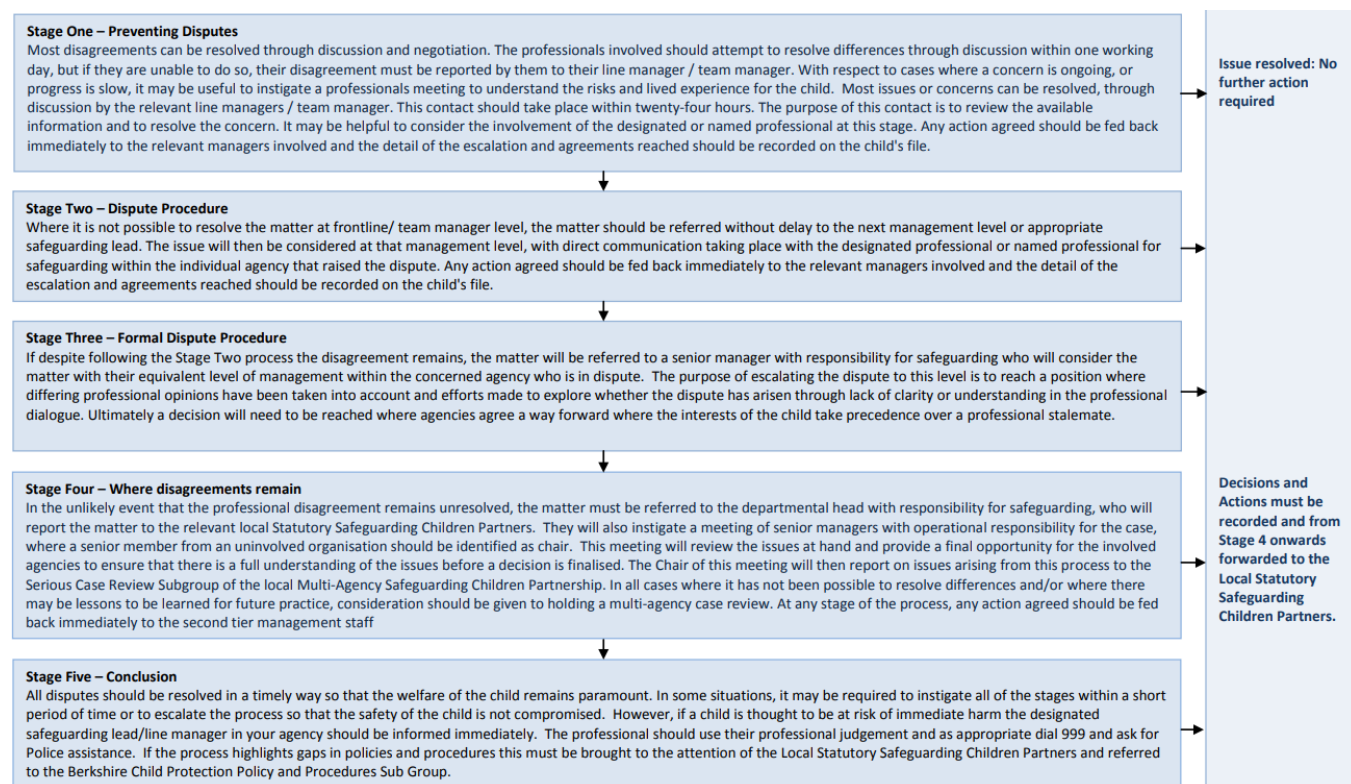 Stage One – Preventing Disputes
Most disagreements can be resolved through discussion and negotiation. The professionals involved should attempt to resolve differences through discussion within one working
day, but if they are unable to do so, their disagreement must be reported by them to their line manager / team manager. With respect to cases where a concern is ongoing, or
progress is slow, it may be useful to instigate a professionals meeting to understand the risks and lived experience for the child.  Most issues or concerns can be resolved, through
discussion by the relevant line managers / team manager. This contact should take place within twenty-four hours. The purpose of this contact is to review the available
information and to resolve the concern. It may be helpful to consider the involvement of the designated or named professional at this stage. Any action agreed should be fed back
immediately to the relevant managers involved and the detail of the escalation and agreements reached should be recorded on the child's file.
Issue resolved: No
further action
required
Stage Two – Dispute Procedure
Where it is not possible to resolve the matter at frontline/ team manager level, the matter should be referred without delay to the next management level or appropriate
safeguarding lead. The issue will then be considered at that management level, with direct communication taking place with the designated professional or named professional for
safeguarding within the individual agency that raised the dispute. Any action agreed should be fed back immediately to the relevant managers involved and the detail of the
escalation and agreements reached should be recorded on the child's file.
Stage Three – Formal Dispute Procedure
If despite following the Stage Two process the disagreement remains, the matter will be referred to a senior manager with responsibility for safeguarding who will consider the
matter with their equivalent level of management within the concerned agency who is in dispute.  The purpose of escalating the dispute to this level is to reach a position where
differing professional opinions have been taken into account and efforts made to explore whether the dispute has arisen through lack of clarity or understanding in the professional
dialogue. Ultimately a decision will need to be reached where agencies agree a way forward where the interests of the child take precedence over a professional stalemate.
Stage Four – Where disagreements remain
In the unlikely event that the professional disagreement remains unresolved, the matter must be referred to the departmental head with responsibility for safeguarding, who will
report the matter to the relevant local Statutory Safeguarding Children Partners.  They will also instigate a meeting of senior managers with operational responsibility for the case,
where a senior member from an uninvolved organisation should be identified as chair.  This meeting will review the issues at hand and provide a final opportunity for the involved
agencies to ensure that there is a full understanding of the issues before a decision is finalised. The Chair of this meeting will then report on issues arising from this process to the
Serious Case Review Subgroup of the local Multi-Agency Safeguarding Children Partnership. In all cases where it has not been possible to resolve differences and/or where there
may be lessons to be learned for future practice, consideration should be given to holding a multi-agency case review. At any stage of the process, any action agreed should be fed
back immediately to the second tier management staff
Decisions and
Actions must be
recorded and from
Stage 4 onwards
forwarded to the
Local Statutory
Safeguarding
Children Partners.
Stage Five – Conclusion
All disputes should be resolved in a timely way so that the welfare of the child remains paramount. In some situations, it may be required to instigate all of the stages within a short
period of time or to escalate the process so that the safety of the child is not compromised.  However, if a child is thought to be at risk of immediate harm the designated
safeguarding lead/line manager in your agency should be informed immediately.  The professional should use their professional judgement and as appropriate dial 999 and ask for
Police assistance.  If the process highlights gaps in policies and procedures this must be brought to the attention of the Local Statutory Safeguarding Children Partners and referred
to the Berkshire Child Protection Policy and Procedures Sub Group.